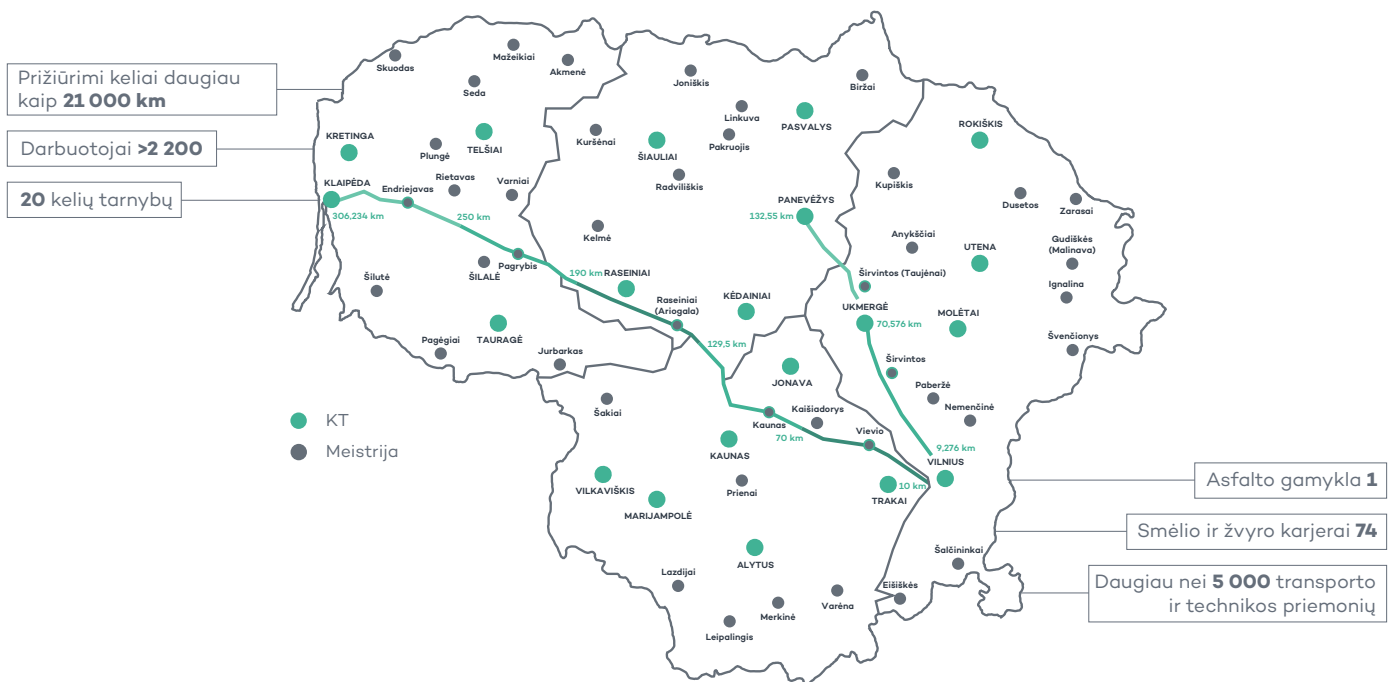 Prižiūrimi keliai daugiau
kaip 21 000 km
Darbuotojai >2 200
20 kelių tarnybų
Skuodas
Mažeikiai
Akmenė
Seda
KRETINGA
TELŠIAI
Plungė
KLAIPĖDA
306,234 km
Endriejavas
Rietavas
Varniai
250 km
Pagrybis
ŠILALĖ
Šilutė
TAURAGĖ
Pagėgiai
Jurbarkas
Joniškis
Biržai
Linkuva
PASVALYS
Kuršėnai
ŠIAULIAI
Pakruojis
Radviliškis
Kelmė
PANEVĖŽYS
132,55 km
190 km
RASEINIAI
Raseiniai
(Ariogala)
KĖDAINIAI
129,5 km
ROKIŠKIS
Kupiškis
Dusetos
Zarasai
Anykščiai
UTENA
Gudiškės
(Malinava)
Širvintos (Taujėnai)
Ignalina
UKMERGĖ
70,576 km
MOLĖTAI
Švenčionys
Širvintos
Paberžė
Nemenčinė
9,276 km
VILNIUS
JONAVA
Kaišiadorys
Kaunas
70 km
Vievio
Šakiai
KAUNAS
VILKAVIŠKIS
Prienai
MARIJAMPOLĖ
TRAKAI
10 km
ALYTUS
Lazdijai
Merkinė
Varėna
Leipalingis
Eišiškės
Šalčininkai
KT
Meistrija
Asfalto gamykla 1
Smėlio ir žvyro karjerai 74
Daugiau nei 5 000 transporto
ir technikos priemonių